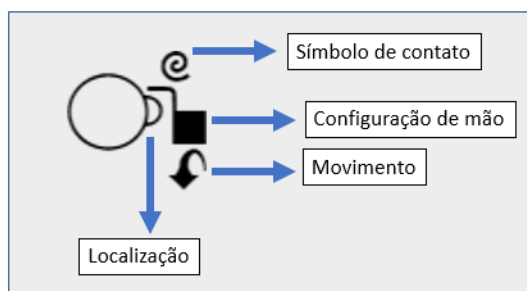 Símbolo de contato
Configuração de mão
Movimento
Localização